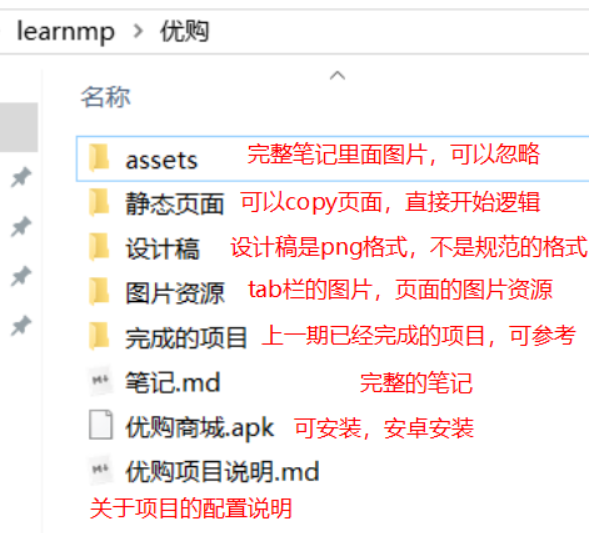 learnmp > 优购
名称
assets 完整笔记里面图片，可以忽略
静态页面 可以copy页面，直接开始逻辑
设计稿 设计稿是png格式，不是规范的格式
图片资源 tab栏的图片，页面的图片资源
完成的项目 上一期已经完成的项目，可参考
笔记.md 完整的笔记
优购商城.apk 可安装，安卓安装
优购项目说明.md
关于项目的配置说明